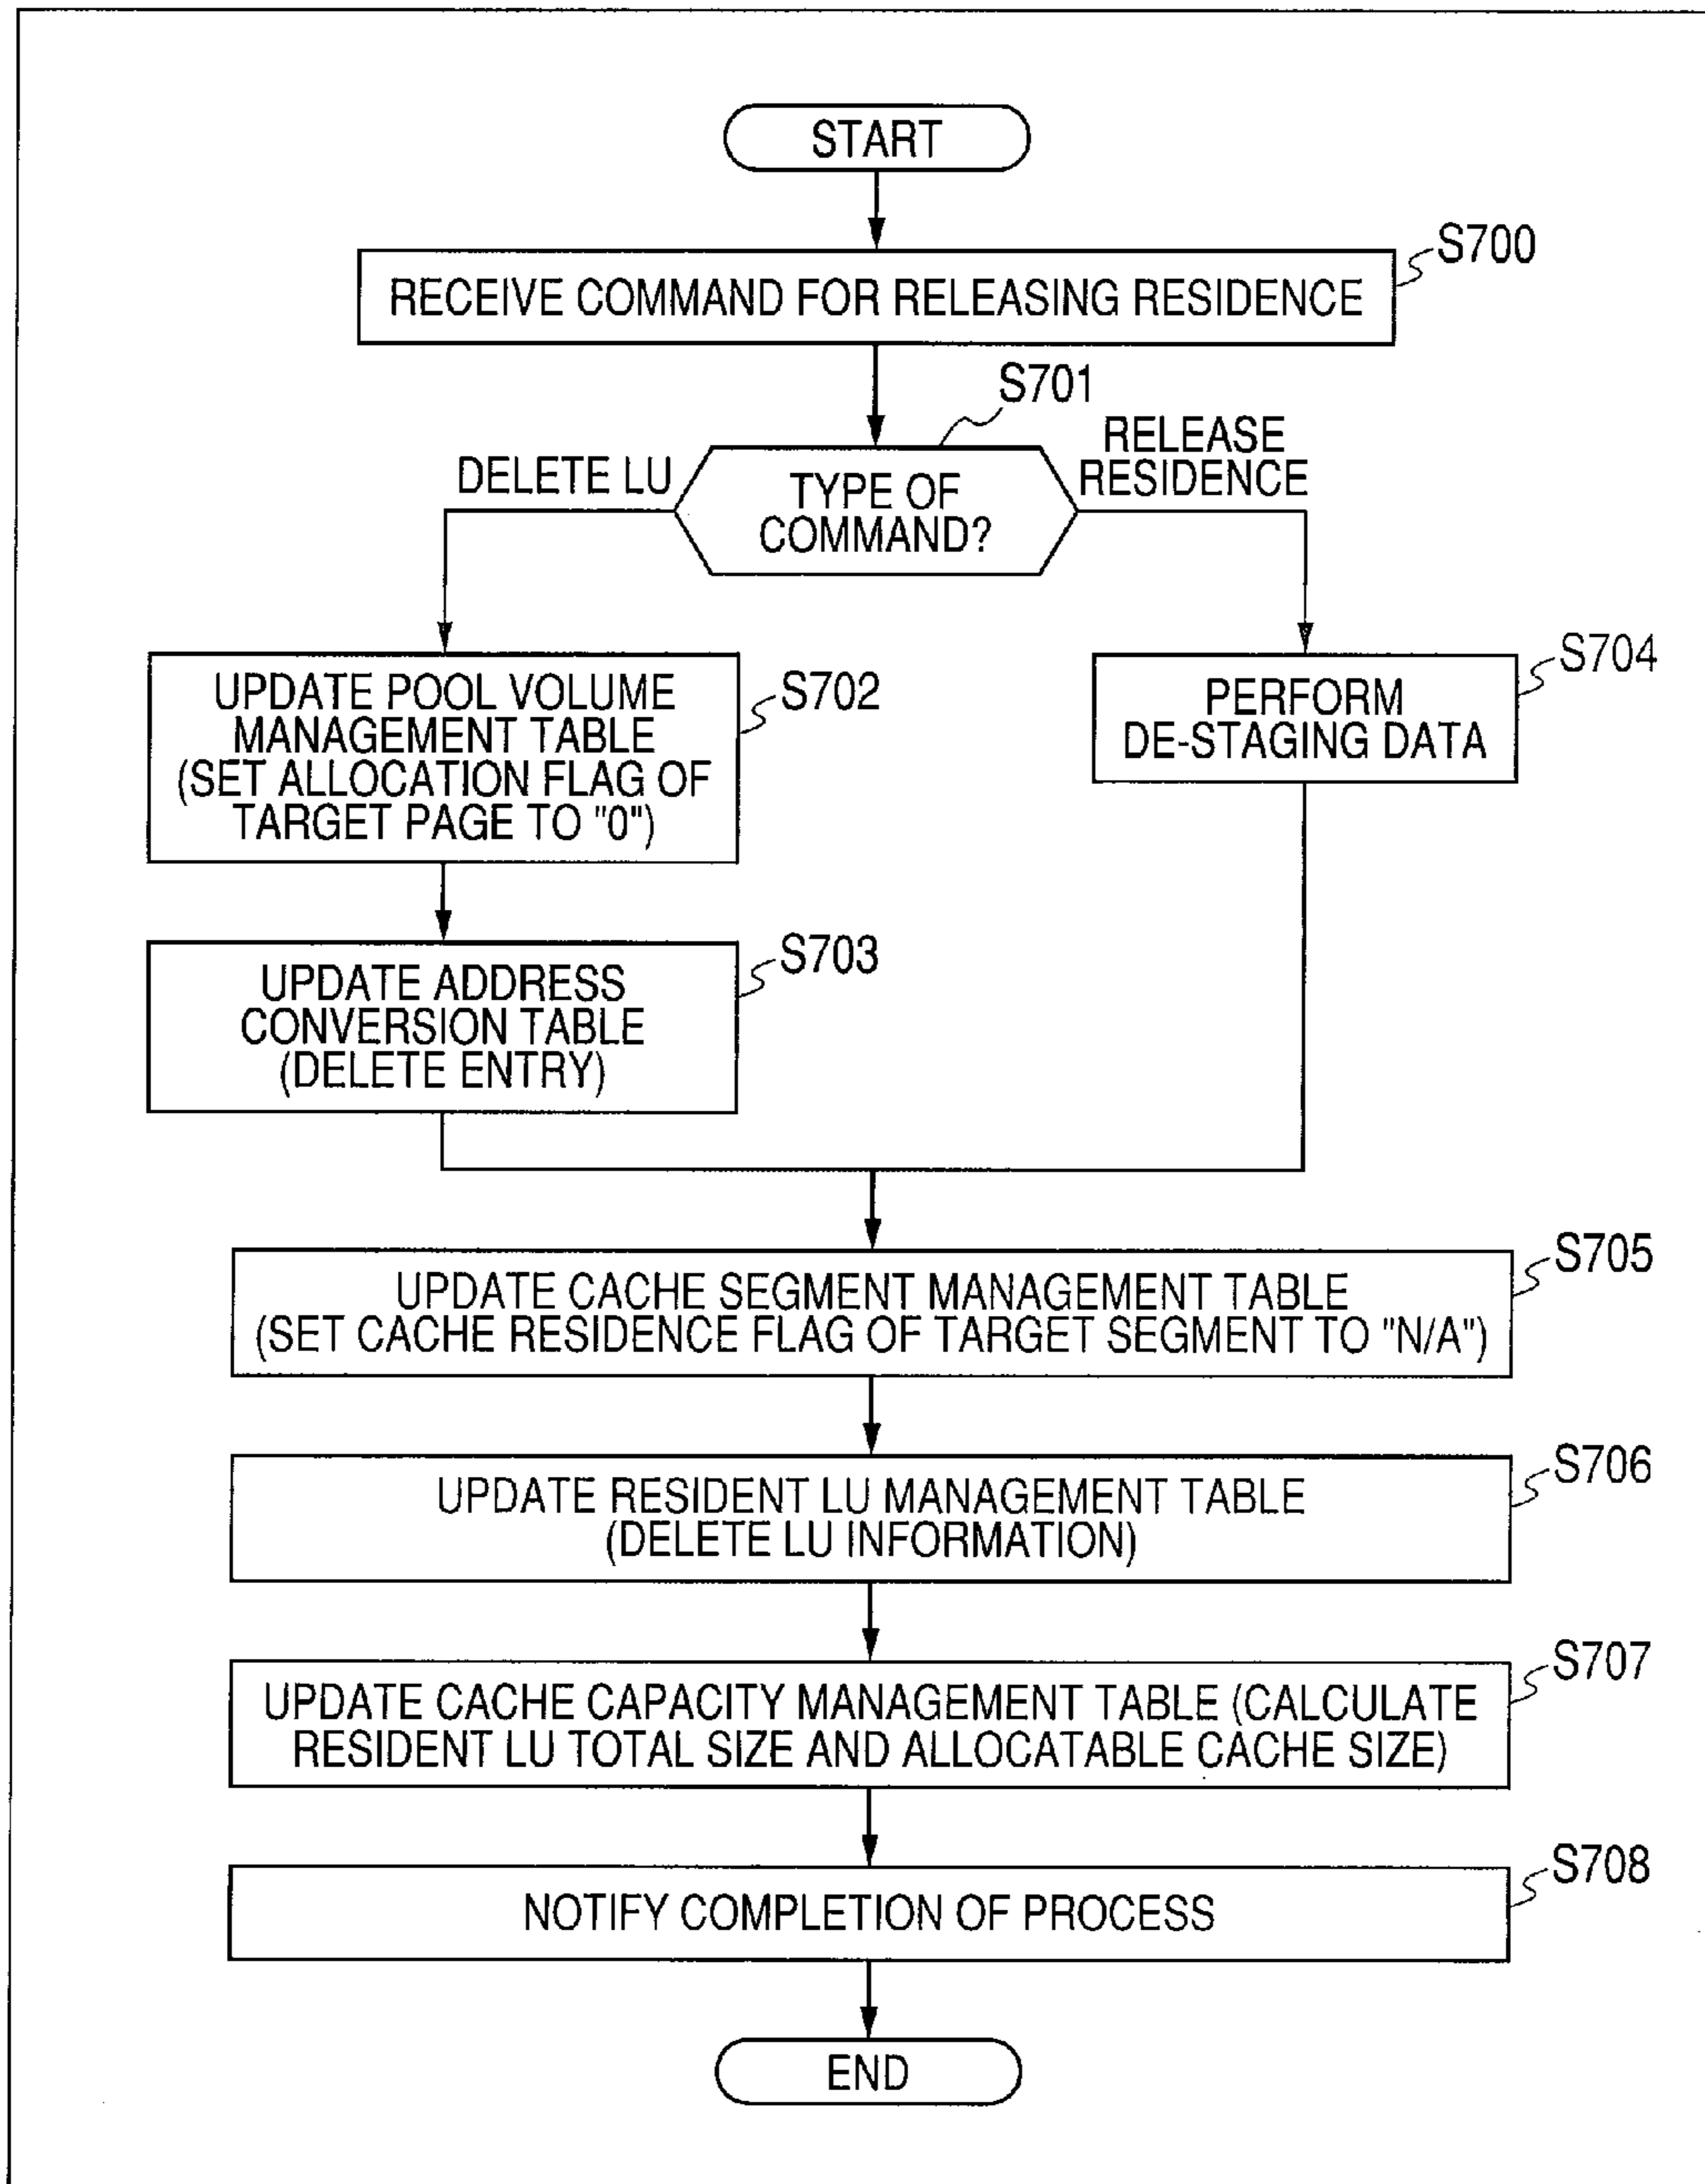 START
S700
RECEIVE COMMAND FOR RELEASING RESIDENCE
S701
DELETE LU
TYPE OF
COMMAND?
RELEASE
RESIDENCE
S702
UPDATE POOL VOLUME
MANAGEMENT TABLE
(SET ALLOCATION FLAG OF
TARGET PAGE TO "0")
S704
PERFORM
DE-STAGING DATA
S703
UPDATE ADDRESS
CONVERSION TABLE
(DELETE ENTRY)
S705
UPDATE CACHE SEGMENT MANAGEMENT TABLE
(SET CACHE RESIDENCE FLAG OF TARGET SEGMENT TO "N/A")
S706
UPDATE RESIDENT LU MANAGEMENT TABLE
(DELETE LU INFORMATION)
S707
UPDATE CACHE CAPACITY MANAGEMENT TABLE (CALCULATE
RESIDENT LU TOTAL SIZE AND ALLOCATABLE CACHE SIZE)
S708
NOTIFY COMPLETION OF PROCESS
END